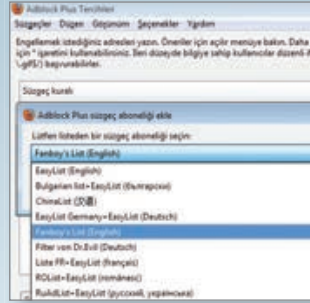 Adblock Plus Tercihleri
Süzgeçler Düzen Görünüm Seçenekler Yardım
Engellemek istediğiniz adresleri yazın. Öneriler için açılır menüye bakın. Daha
için * işaretini kullanabilirsiniz. İleri düzeyde bilgiye sahip kullanıcılar düzenli
başvurabilirler.
Süzgeç kuralı
Adblock Plus süzgeç aboneliği ekle
Lütfen listeden bir süzgeç aboneliği seçin:
Fanboy's List (English)
EasyList (English)
Bulgarian list+EasyList (български)
ChinaList (汉语)
EasyList Germany+EasyList (Deutsch)
Fanboy's List (English)
Filter von Dr.Evil (Deutsch)
Liste FR+EasyList (français)
ROList+EasyList (românesc)
RuAdList+EasyList (русский, українська)